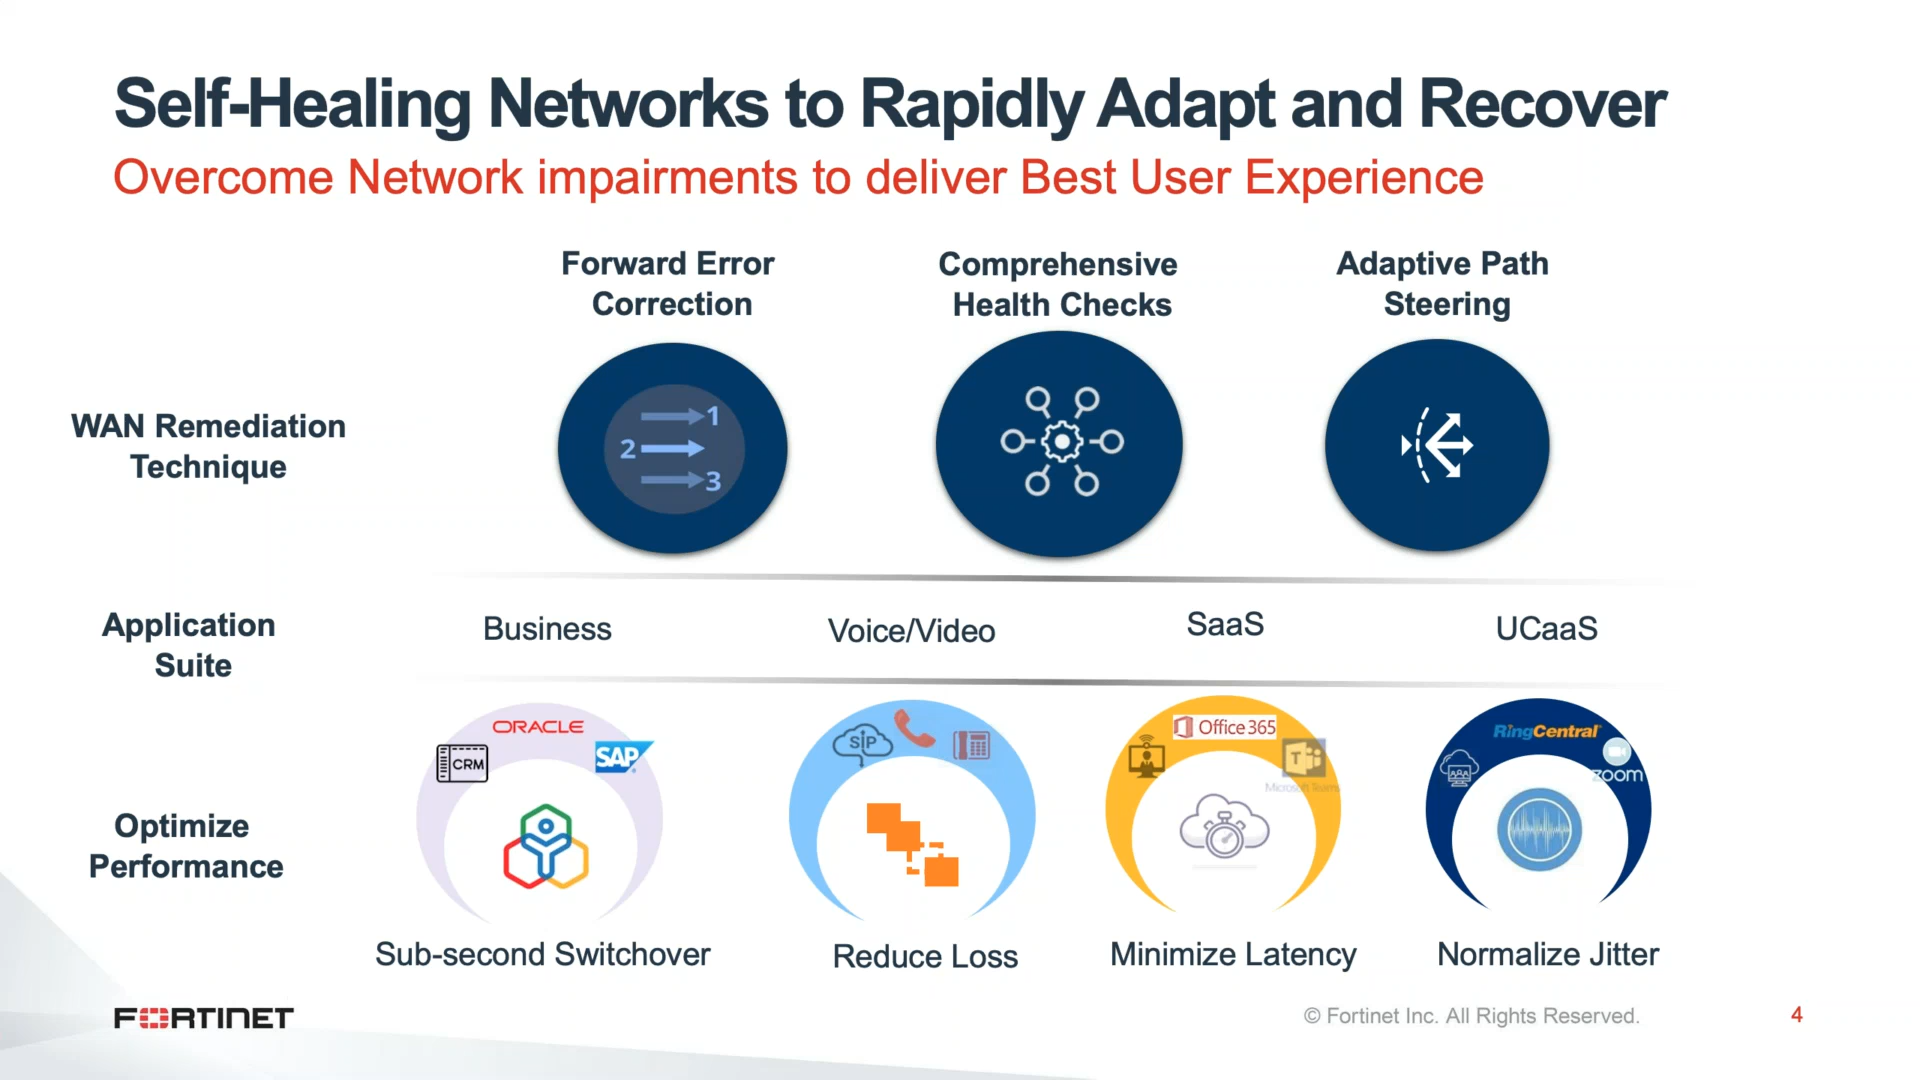 Self-Healing Networks to Rapidly Adapt and Recover
Overcome Network impairments to deliver Best User Experience
Forward Error
Correction
Comprehensive
Health Checks
Adaptive Path
Steering
WAN Remediation
Technique
1
2
3
Application
Suite
Business
Voice/Video
SaaS
UCaaS
Optimize
Performance
ORACLE
CRM
SAP
SIP
Office 365
T
Microsoft Teams
RingCentral
zoom
Sub-second Switchover
Reduce Loss
Minimize Latency
Normalize Jitter
FORTINET
© Fortinet Inc. All Rights Reserved.
4